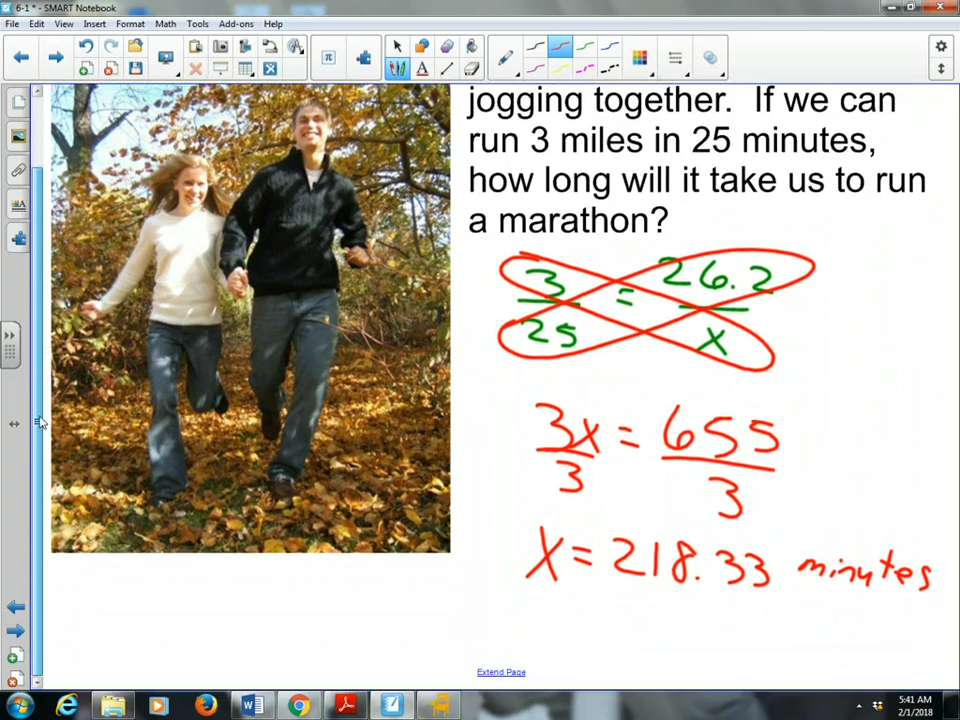 6-1 * - SMART Notebook
File Edit View Insert Format Math Tools Add-ons Help
jogging together. If we can
run 3 miles in 25 minutes,
how long will it take us to run
a marathon?
3 = 26.2
25 x
3x = 655
3 3
x = 218.33 minutes
Extend Page
5:41 AM
2/1/2018